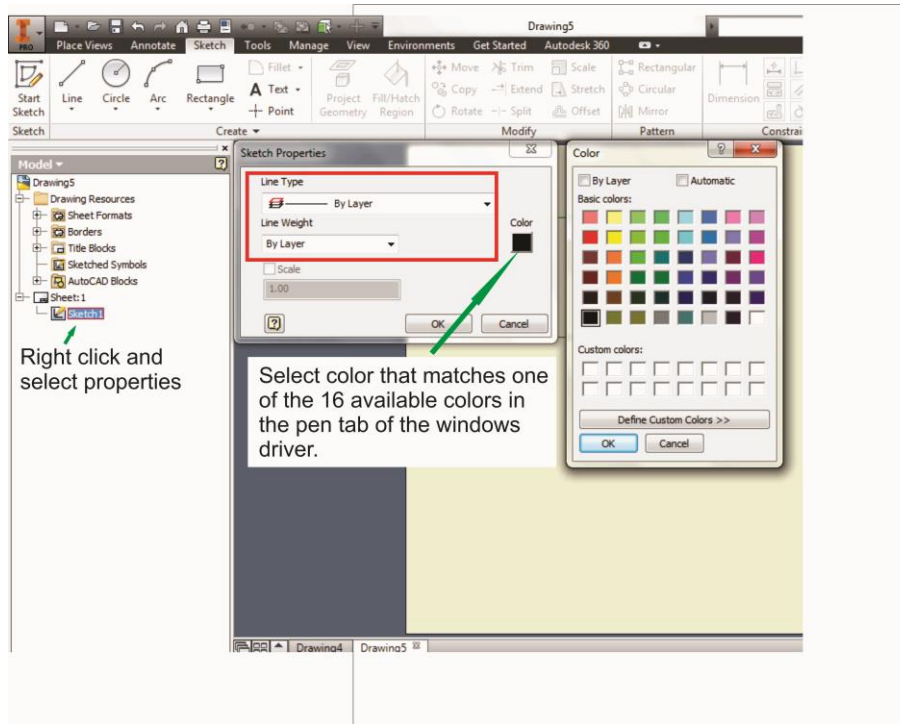 Drawing5
PRO
Place Views Annotate Sketch Tools Manage View Environments Get Started Autodesk 360
Start Sketch
Line
Circle
Arc
Rectangle
Fillet
Text
Point
Project Geometry
Fill/Hatch Region
Move Trim Scale
Copy Extend Stretch
Rotate Split Offset
Rectangular
Circular
Mirror
Dimension
Sketch Create Modify Pattern Constrai
Model
Drawing5
Drawing Resources
Sheet Formats
Borders
Title Blocks
Sketched Symbols
AutoCAD Blocks
Sheet:1
Sketch1
Right click and
select properties
Sketch Properties
Line Type
By Layer
Line Weight
By Layer
Color
Scale
1.00
OK Cancel
Select color that matches one
of the 16 available colors in
the pen tab of the windows
driver.
Color
By Layer Automatic
Basic colors:
Custom colors:
Define Custom Colors >>
OK Cancel
Drawing4 Drawing5